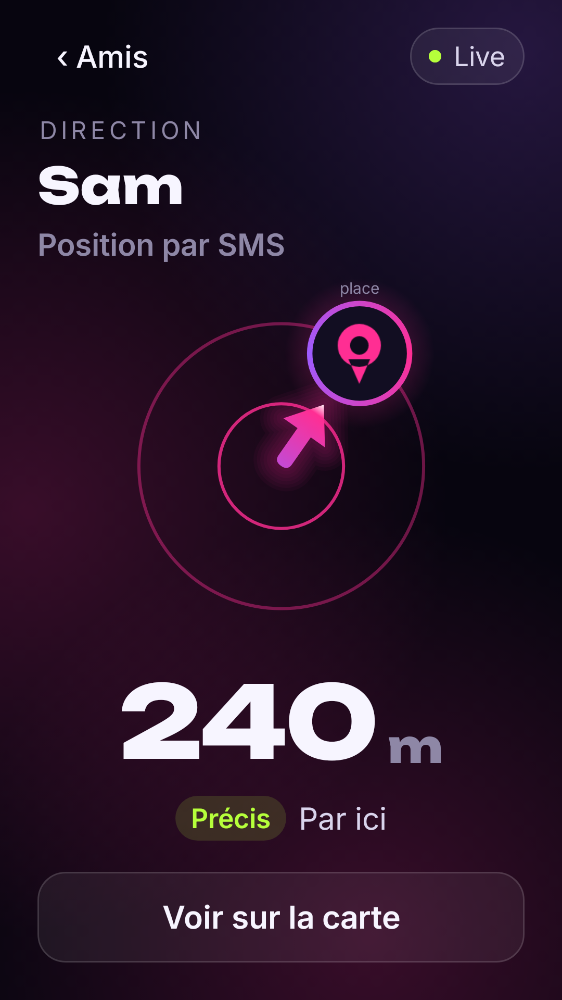 ‹ Amis
Live
DIRECTION
Sam
Position par SMS
place
240 m
Précis Par ici
Voir sur la carte